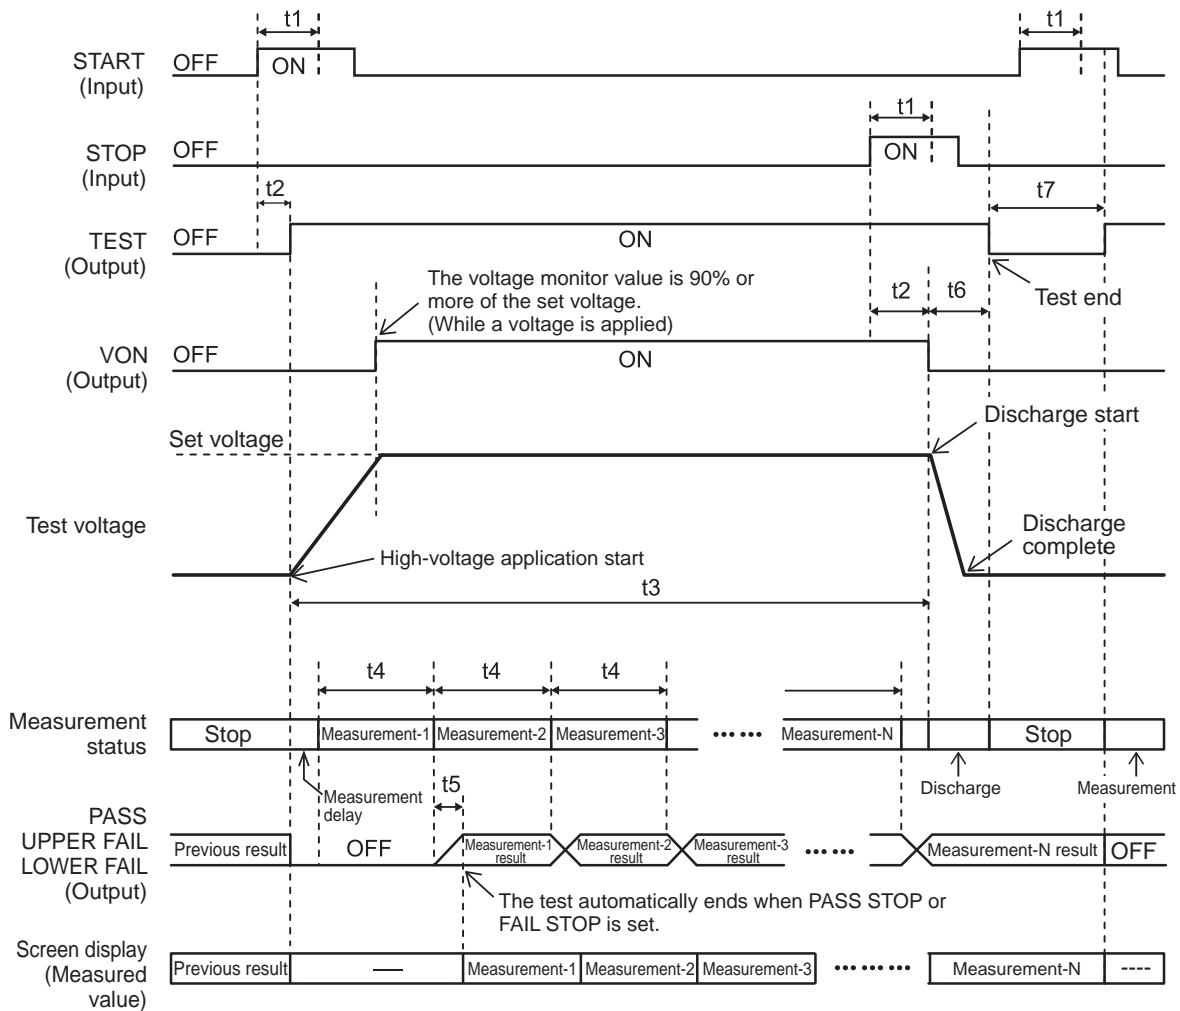 t1
t1
START
(Input)
OFF
ON
t1
STOP
(Input)
OFF
ON
t2
t7
TEST
(Output)
OFF
ON
The voltage monitor value is 90% or
more of the set voltage.
(While a voltage is applied)
t2
t6
Test end
VON
(Output)
OFF
ON
Set voltage
Discharge start
Test voltage
High-voltage application start
Discharge
complete
t3
t4
t4
t4
Measurement
status
Stop
Measurement-1
Measurement-2
Measurement-3
••• •••
Measurement-N
Stop
Measurement
delay
t5
Discharge
Measurement
PASS
UPPER FAIL
LOWER FAIL
(Output)
Previous result
OFF
Measurement-1
result
Measurement-2
result
Measurement-3
result
••• •••
Measurement-N result
OFF
The test automatically ends when PASS STOP or
FAIL STOP is set.
Screen display
(Measured
value)
Previous result
—
Measurement-1
Measurement-2
Measurement-3
••• ••• •••
Measurement-N
----